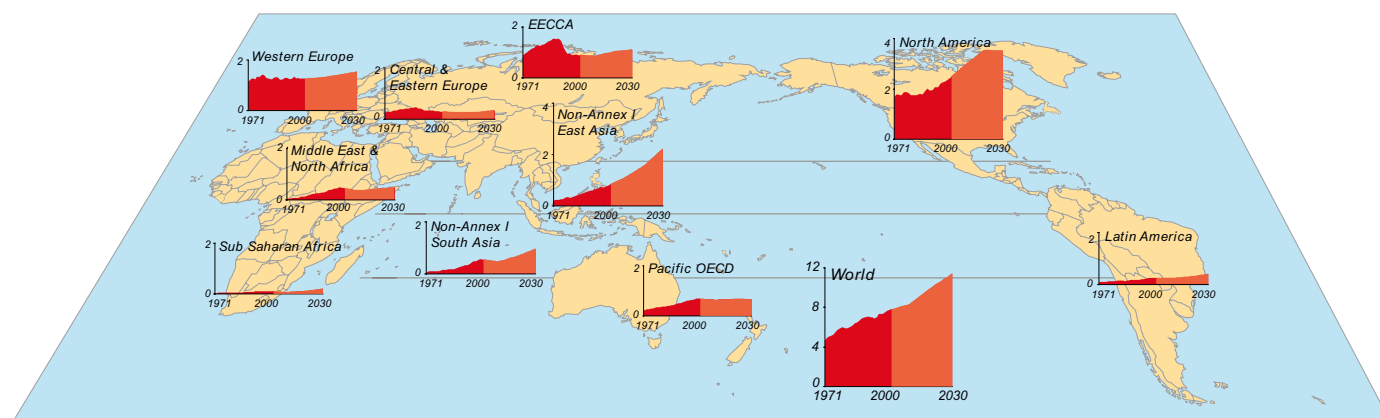 Western Europe
2
0
1971 2000 2030
Central &
Eastern Europe
2
0
1971 2000 2030
EECCA
2
0
1971 2000 2030
North America
4
2
0
1971 2000 2030
Non-Annex I
East Asia
4
2
0
1971 2000 2030
Middle East &
North Africa
2
0
1971 2000 2030
Non-Annex I
South Asia
2
0
1971 2000 2030
Sub Saharan Africa
2
0
1971 2000 2030
Pacific OECD
2
0
1971 2000 2030
World
12
8
4
0
1971 2000 2030
Latin America
2
0
1971 2000 2030